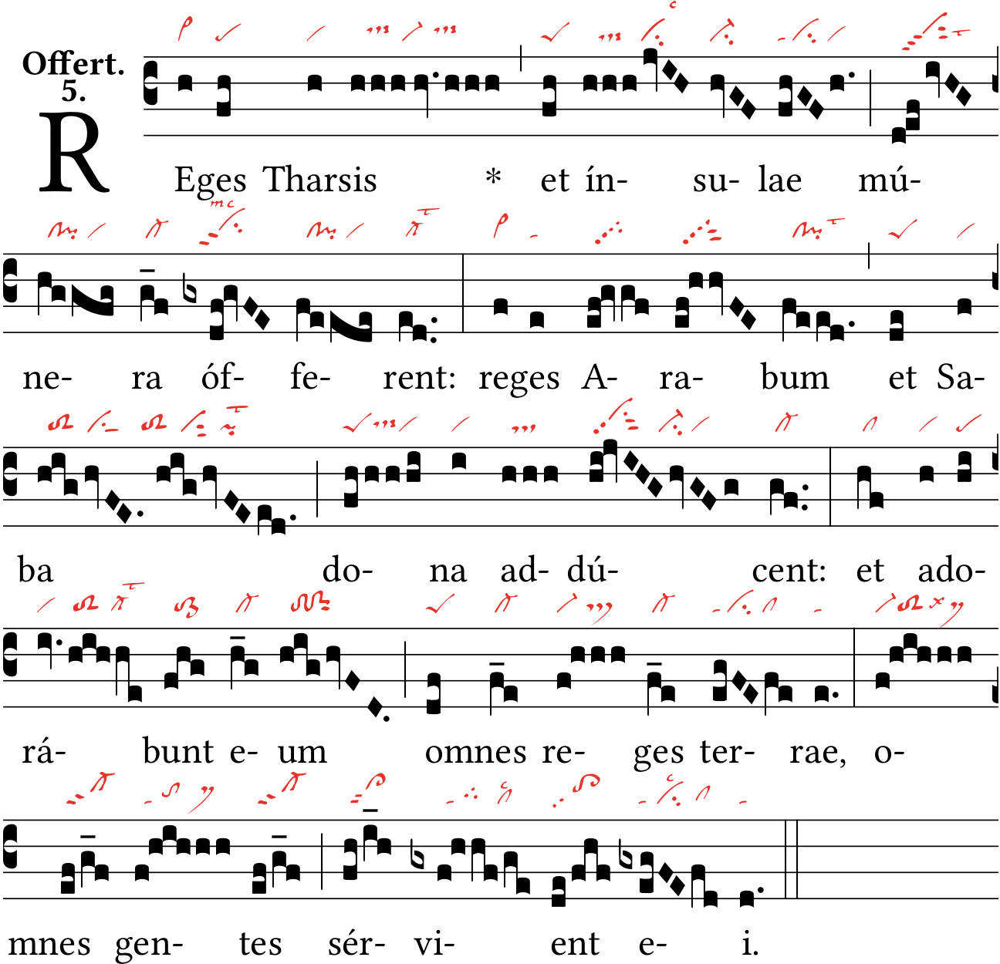 Offert.
5.
REges Tharsis * et ín- su- lae mú-
ne- ra óf- fe- rent: reges A- ra- bum et Sa-
ba do- na ad- dú- cent: et ado-
rá- bunt e- um omnes re- ges ter- rae, o-
mnes gen- tes sér- vi- ent e- i.